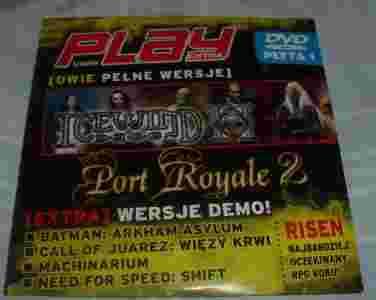 PLAY
DVD
PŁYTA 1
[DWIE PEŁNE WERSJE]
ICEWIND
Port Royale 2
[EXTRA] WERSJE DEMO!
BATMAN: ARKHAM ASYLUM
CALL OF JUAREZ: WIĘZY KRWI
MACHINARIUM
NEED FOR SPEED: SHIFT
RISEN
NAJBARDZIEJ
OCZEKIWANY
RPG ROKU